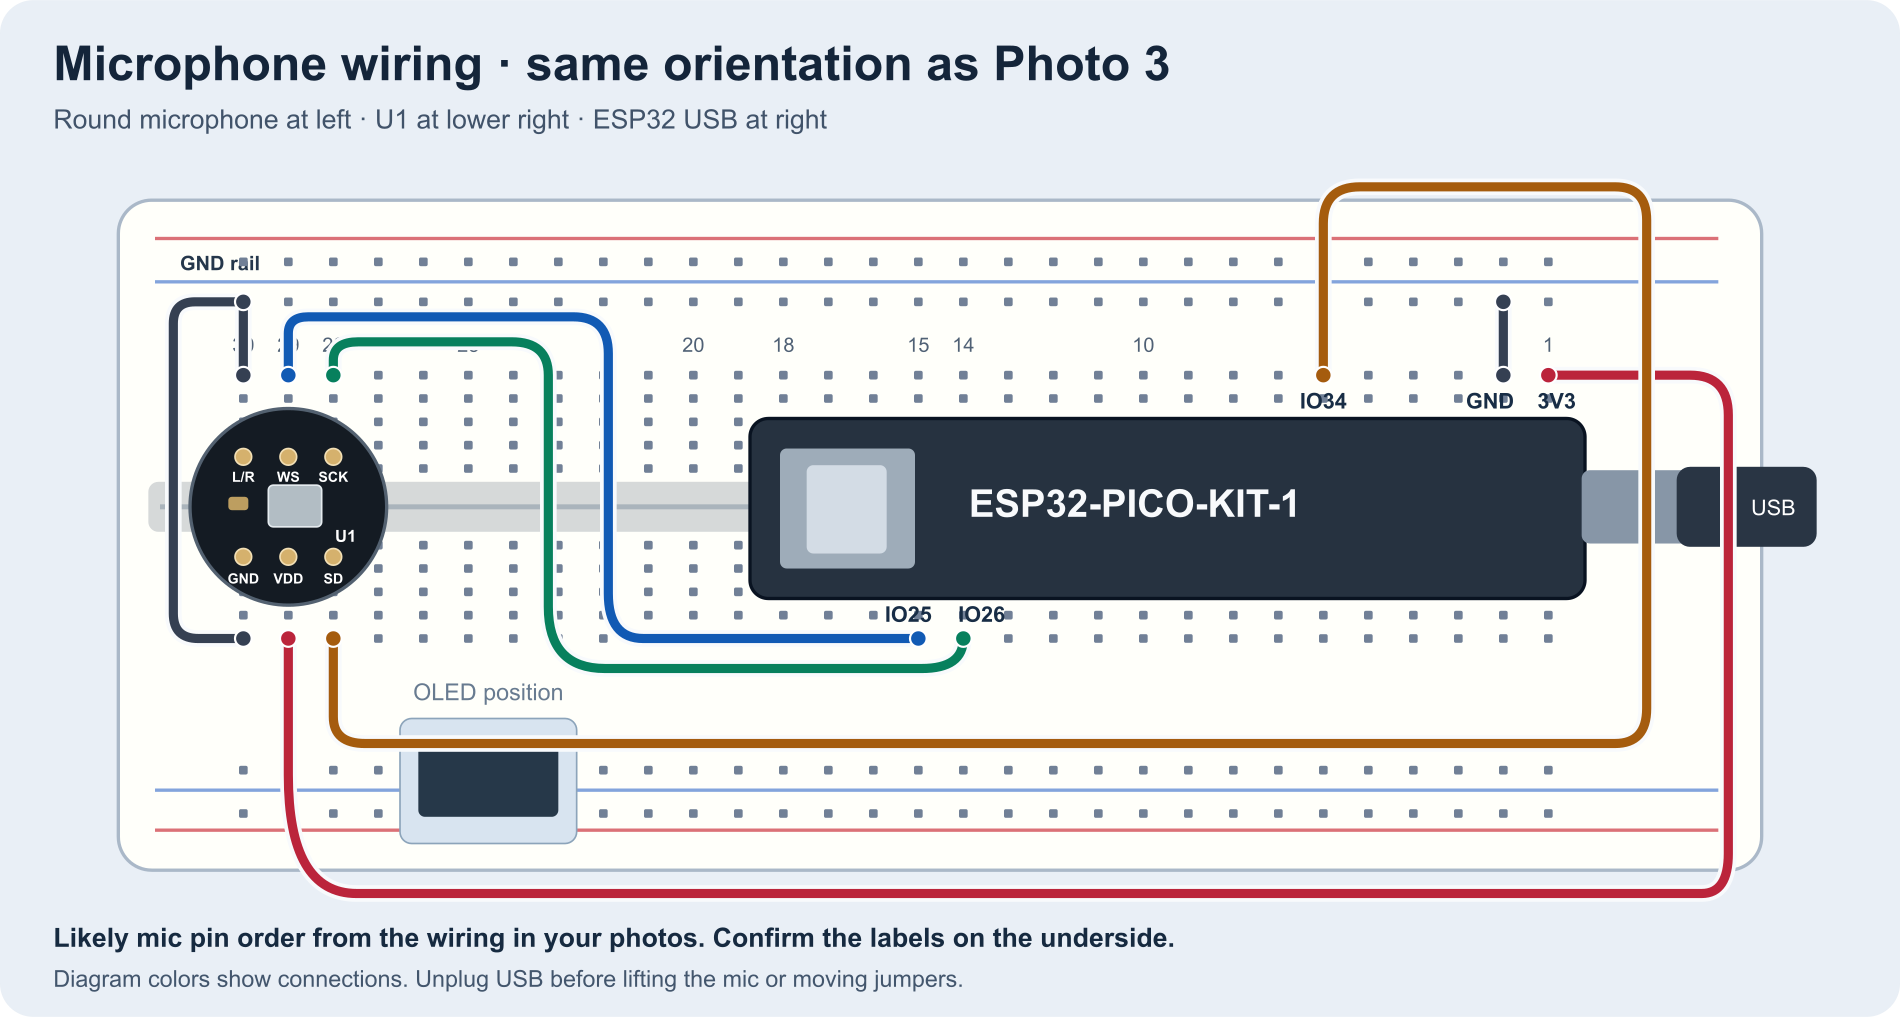 Microphone wiring · same orientation as Photo 3
Round microphone at left · U1 at lower right · ESP32 USB at right
GND rail
20 18 15 14 10 1
IO34 GND 3V3
L/R WS SCK
ESP32-PICO-KIT-1
USB
U1
GND VDD SD
IO25 IO26
OLED position
Likely mic pin order from the wiring in your photos. Confirm the labels on the underside.
Diagram colors show connections. Unplug USB before lifting the mic or moving jumpers.